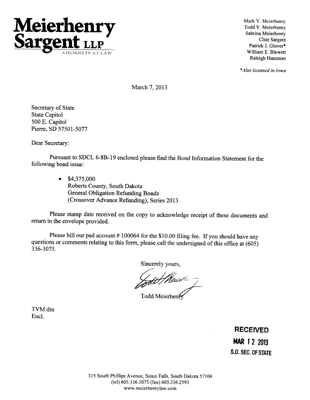 Meierhenry
Sargent LLP
ATTORNEYS AT LAW
Mark V. Meierhenry
Todd V. Meierhenry
Sabrina Meierhenry
Clint Sargent
Patrick J. Glover*
William E. Blewett
Raleigh Hansman
*Also licensed in Iowa
March 7, 2013
Secretary of State
State Capitol
500 E. Capitol
Pierre, SD 57501-5077
Dear Secretary:
Pursuant to SDCL 6-8B-19 enclosed please find the Bond Information Statement for the
following bond issue:
• $4,375,000
Roberts County, South Dakota
General Obligation Refunding Bonds
(Crossover Advance Refunding), Series 2013
Please stamp date received on the copy to acknowledge receipt of these documents and
return in the envelope provided.
Please bill our pad account # 100064 for the $10.00 filing fee. If you should have any
questions or comments relating to this form, please call the undersigned of this office at (605)
336-3075.
Sincerely yours,
Todd Meierhenry
TVM:dm
Encl.
RECEIVED
MAR 12 2013
S.D. SEC. OF STATE
315 South Phillips Avenue, Sioux Falls, South Dakota 57104
(tel) 605.336.3075 (fax) 605.336.2593
www.meierhenrylaw.com